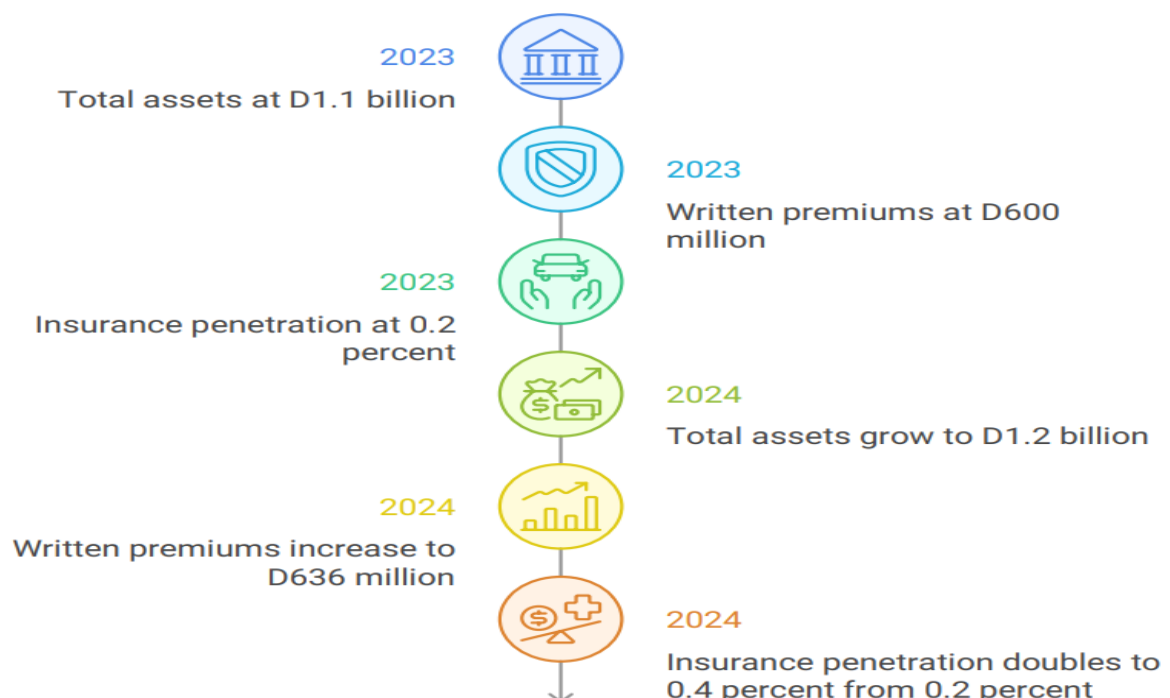 2023
Total assets at D1.1 billion
2023
Written premiums at D600
million
2023
Insurance penetration at 0.2
percent
2024
Total assets grow to D1.2 billion
2024
Written premiums increase to
D636 million
2024
Insurance penetration doubles to
0.4 percent from 0.2 percent